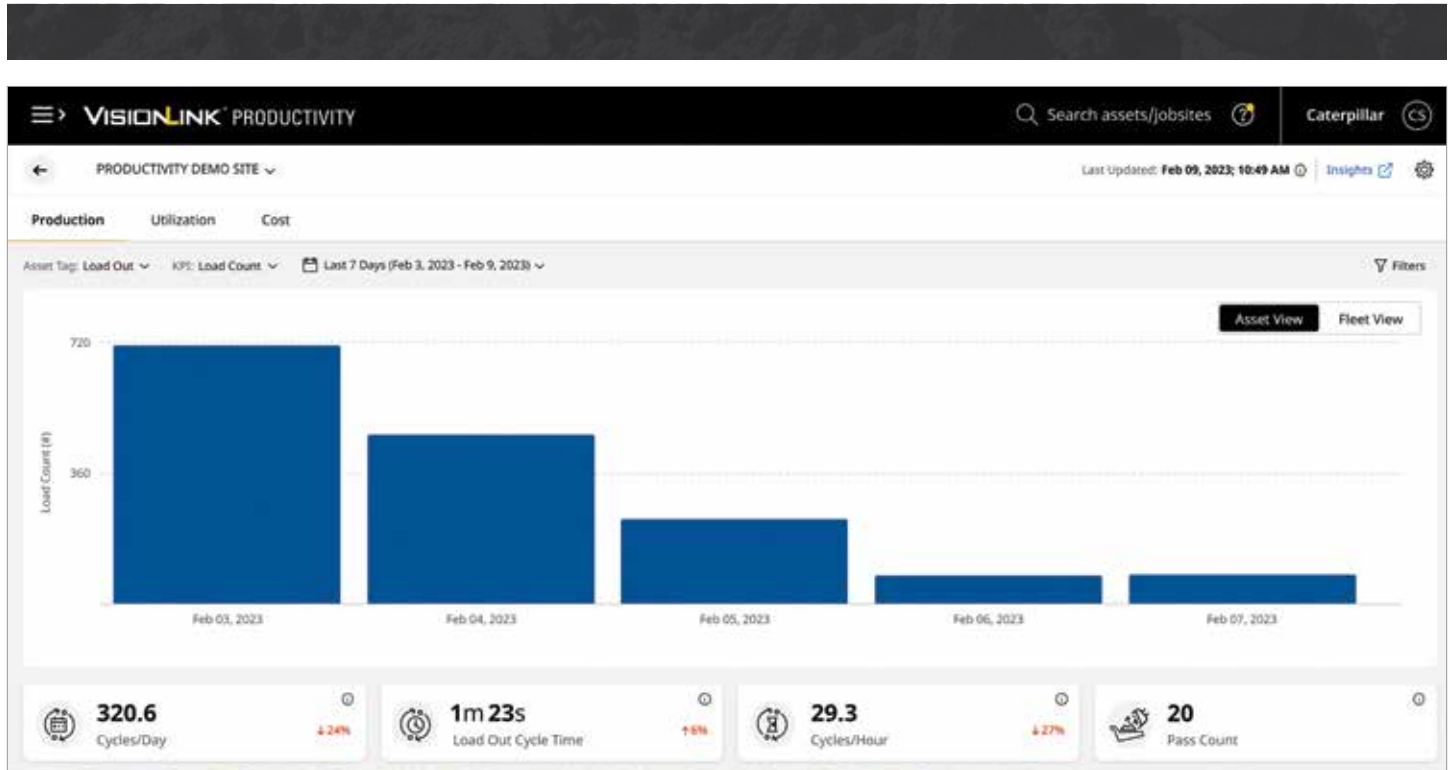 VISIONLINK PRODUCTIVITY Search assets/jobsites ? Caterpillar CS
PRODUCTIVITY DEMO SITE Last Updated: Feb 09, 2023; 10:49 AM Insights
Production Utilization Cost
Asset Tag: Load Out KPI: Load Count Last 7 Days (Feb 3, 2023 - Feb 9, 2023) Filters
Asset View Fleet View
720
Load Count (#)
360
Feb 03, 2023 Feb 04, 2023 Feb 05, 2023 Feb 06, 2023 Feb 07, 2023
320.6 1m 23s 29.3 20
↓24% ↑6% ↓27%
Cycles/Day Load Out Cycle Time Cycles/Hour Pass Count